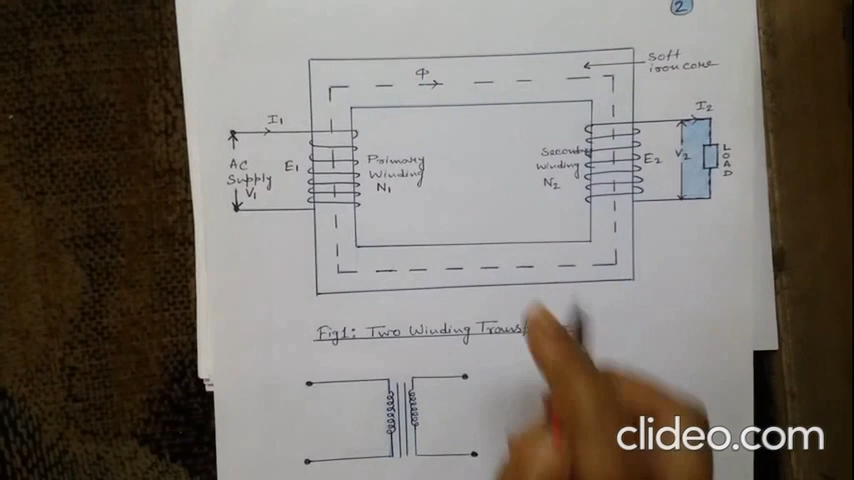 2
Φ
soft
iron core
I1
I2
AC
Supply
V1
E1
Primary
Winding
N1
Secondary
winding
N2
E2
V2
LOAD
Fig1: Two Winding
clideo.com